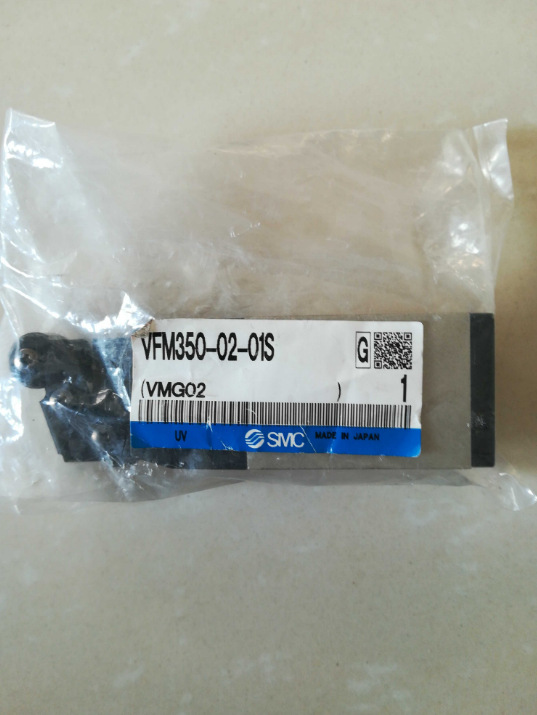 VFM350-02-01S
G
(VMG02 )
1
UV SMC MADE IN JAPAN